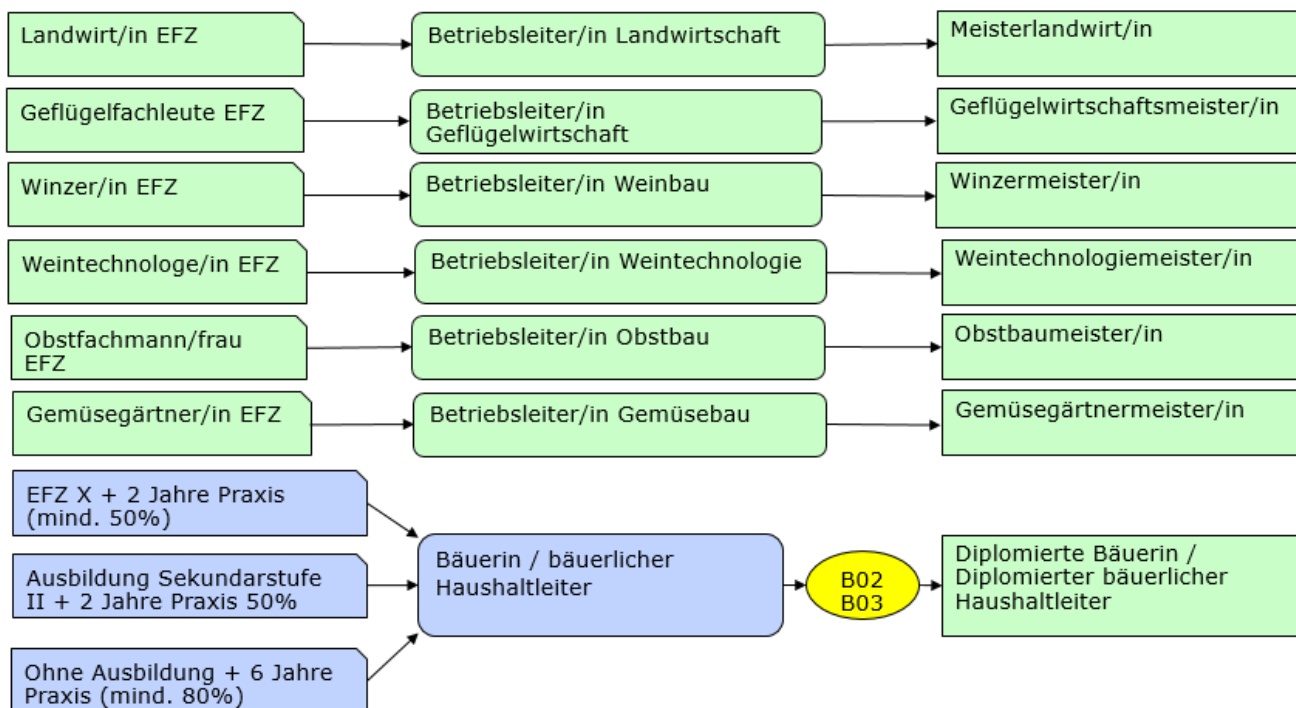 Landwirt/in EFZ
Betriebsleiter/in Landwirtschaft
Meisterlandwirt/in
Geflügelfachleute EFZ
Betriebsleiter/in
Geflügelwirtschaft
Geflügelwirtschaftsmeister/in
Winzer/in EFZ
Betriebsleiter/in Weinbau
Winzermeister/in
Weintechnologe/in EFZ
Betriebsleiter/in Weintechnologie
Weintechnologiemeister/in
Obstfachmann/frau
EFZ
Betriebsleiter/in Obstbau
Obstbaumeister/in
Gemüsegärtner/in EFZ
Betriebsleiter/in Gemüsebau
Gemüsegärtnermeister/in
EFZ X + 2 Jahre Praxis
(mind. 50%)
Ausbildung Sekundarstufe
II + 2 Jahre Praxis 50%
Ohne Ausbildung + 6 Jahre
Praxis (mind. 80%)
Bäuerin / bäuerlicher
Haushaltleiter
B02
B03
Diplomierte Bäuerin /
Diplomierter bäuerlicher
Haushaltleiter